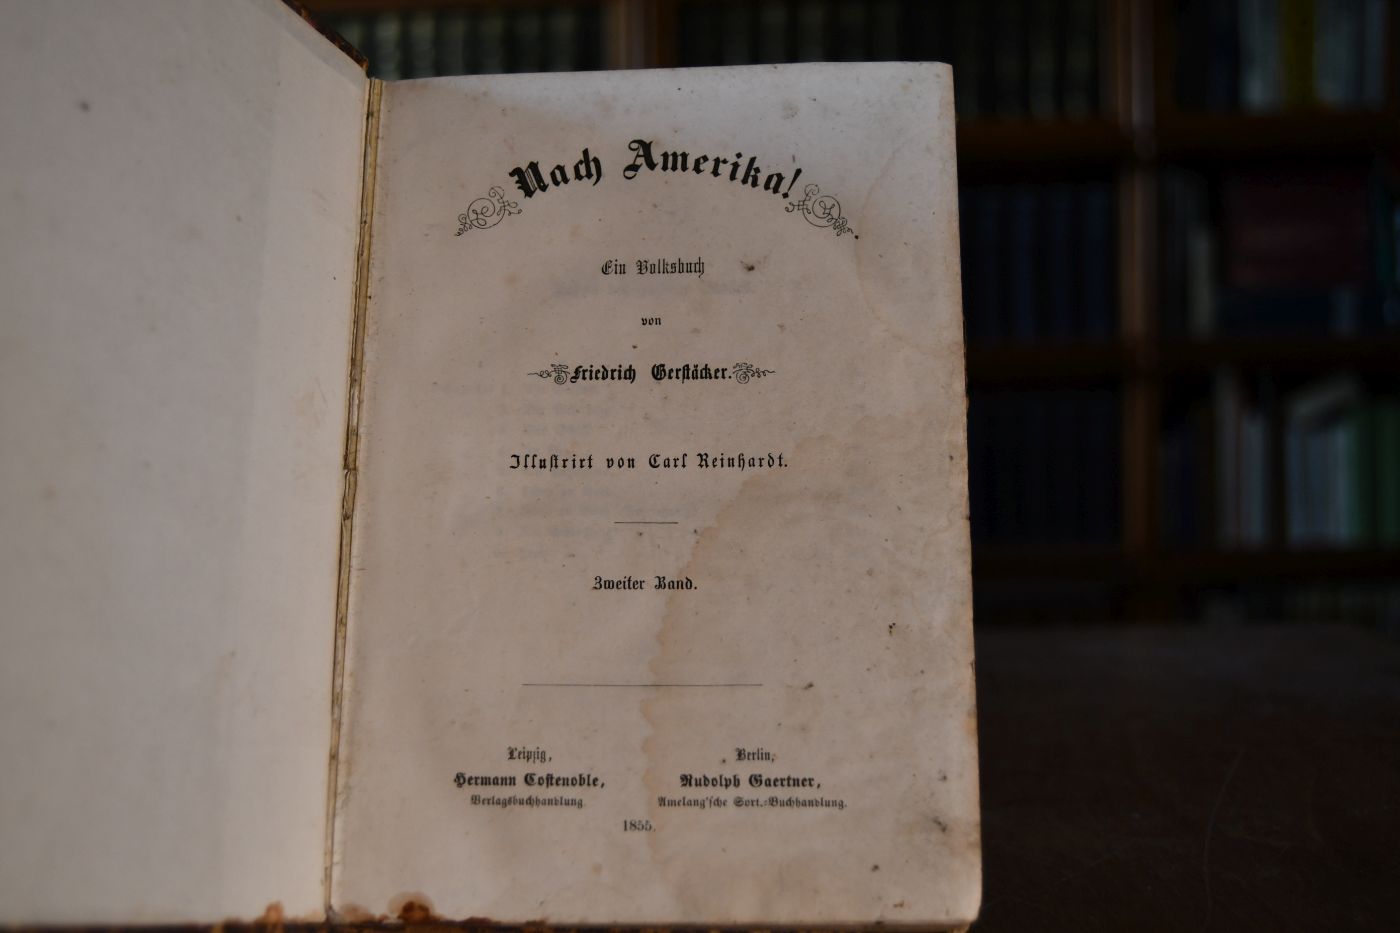 Nach Amerika!
Ein Volksbuch
von
Friedrich Gerstäcker.
Illustrirt von Carl Reinhardt.
Zweiter Band.
Leipzig,
Hermann Costenoble,
Verlagsbuchhandlung.
Berlin,
Rudolph Gaertner,
Amelang'sche Sort.-Buchhandlung.
1855.